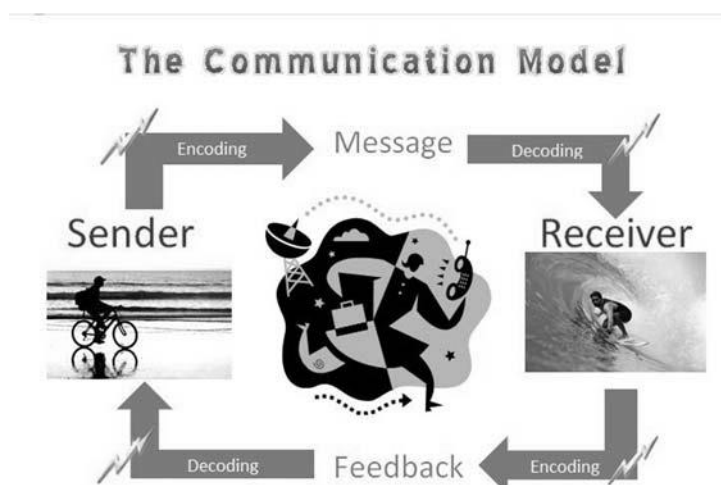 The Communication Model
Encoding
Message
Decoding
Sender
Receiver
Decoding
Feedback
Encoding